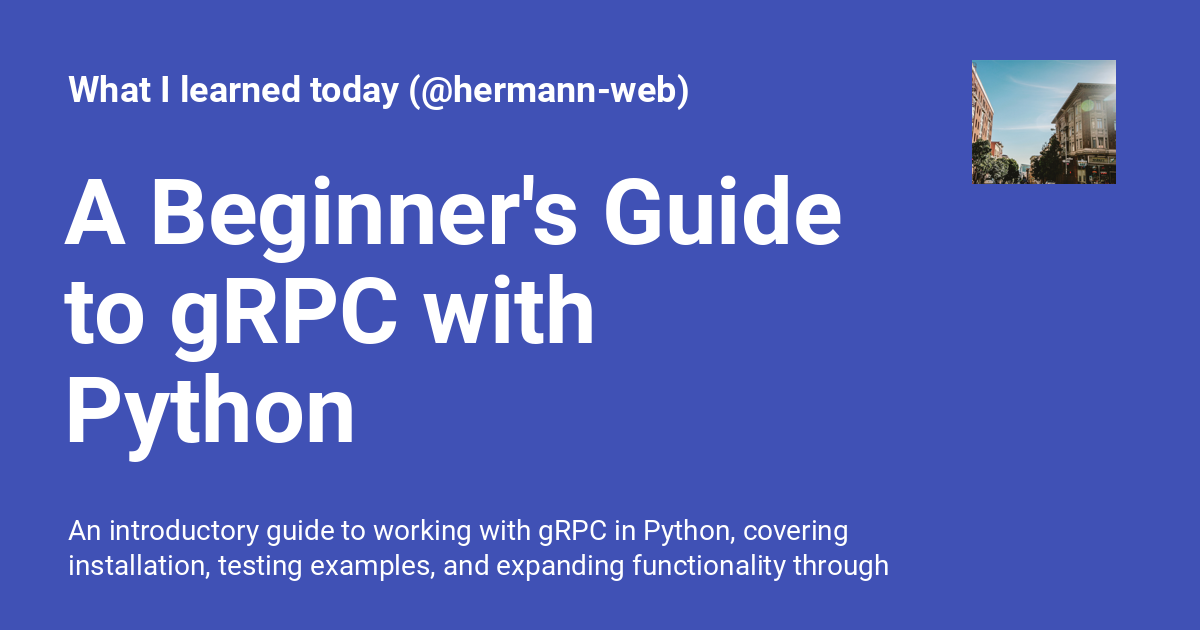 What I learned today (@hermann-web)
A Beginner's Guide
to gRPC with
Python
An introductory guide to working with gRPC in Python, covering
installation, testing examples, and expanding functionality through